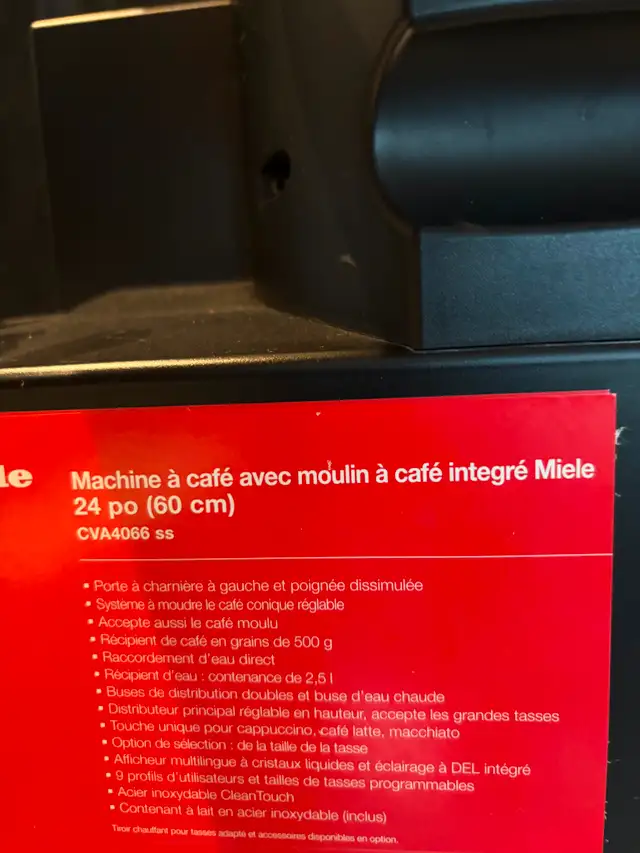 le
Machine à café avec moulin à café integré Miele
24 po (60 cm)
CVA4066 ss
• Porte à charnière à gauche et poignée dissimulée
• Système à moudre le café conique réglable
• Accepte aussi le café moulu
• Récipient de café en grains de 500 g
• Raccordement d'eau direct
• Récipient d'eau : contenance de 2,5 l
• Buses de distribution doubles et buse d'eau chaude
• Distributeur principal réglable en hauteur, accepte les grandes tasses
• Touche unique pour cappuccino, café latte, macchiato
• Option de sélection : de la taille de la tasse
• Afficheur multilingue à cristaux liquides et éclairage à DEL intégré
• 9 profils d'utilisateurs et tailles de tasses programmables
• Acier inoxydable CleanTouch
• Contenant à lait en acier inoxydable (inclus)
Tiroir chauffant pour tasses adapté et accessoires disponibles en option.